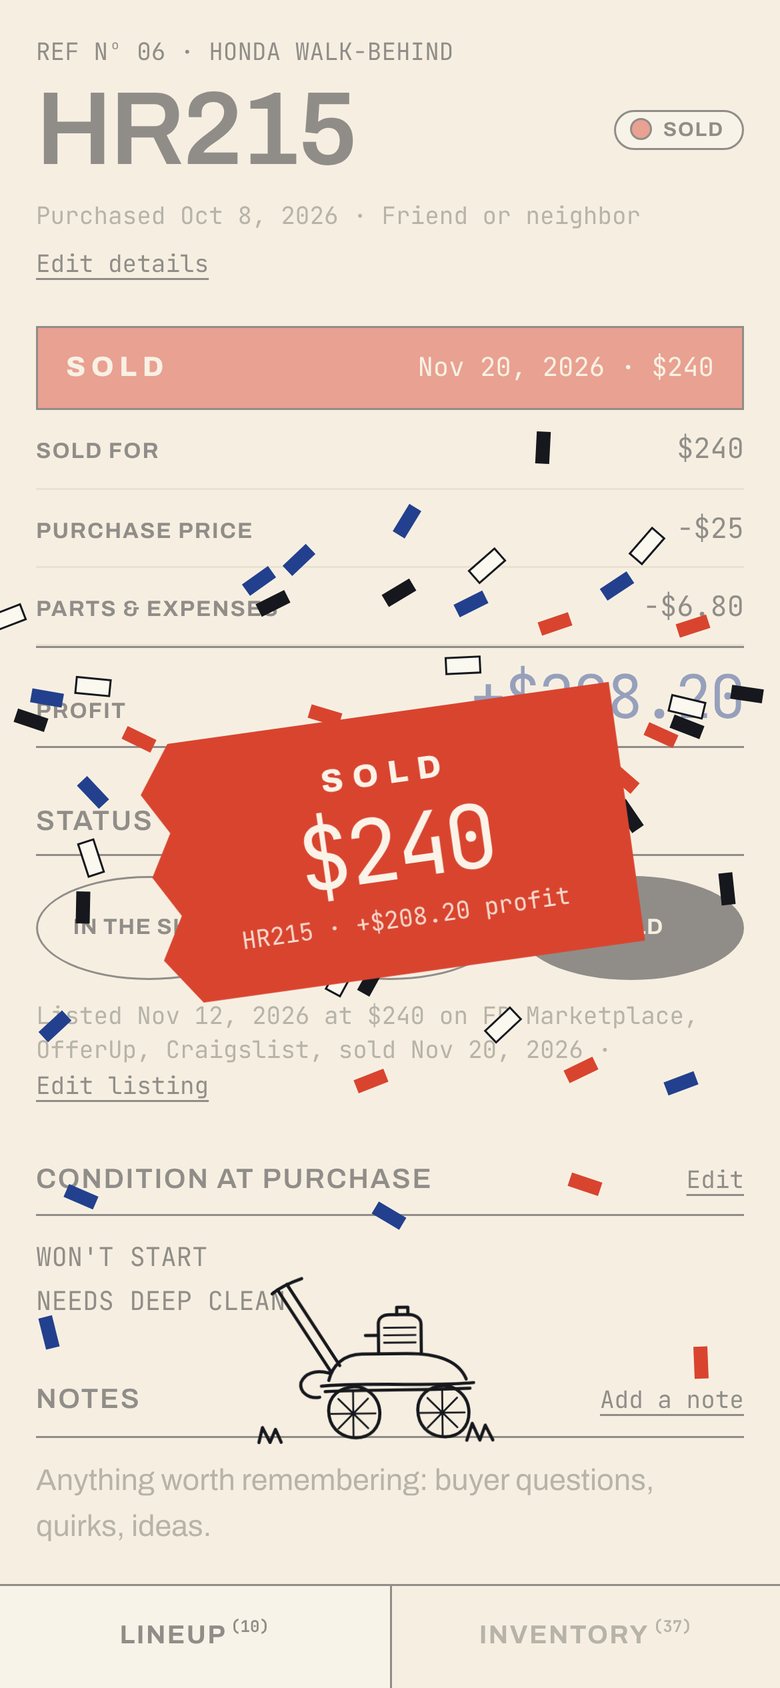 REF Nº 06 · HONDA WALK-BEHIND
HR215
SOLD
Purchased Oct 8, 2026 · Friend or neighbor
Edit details
SOLD Nov 20, 2026 · $240
SOLD FOR $240
PURCHASE PRICE -$25
PARTS & EXPENSES -$6.80
PROFIT
SOLD
$240
HR215 · +$208.20 profit
STATUS
IN THE
Listed Nov 12, 2026 at $240 on FB Marketplace,
OfferUp, Craigslist, sold Nov 20, 2026 ·
Edit listing
CONDITION AT PURCHASE Edit
WON'T START
NEEDS DEEP CLEAN
NOTES Add a note
Anything worth remembering: buyer questions,
quirks, ideas.
LINEUP (10) INVENTORY (37)